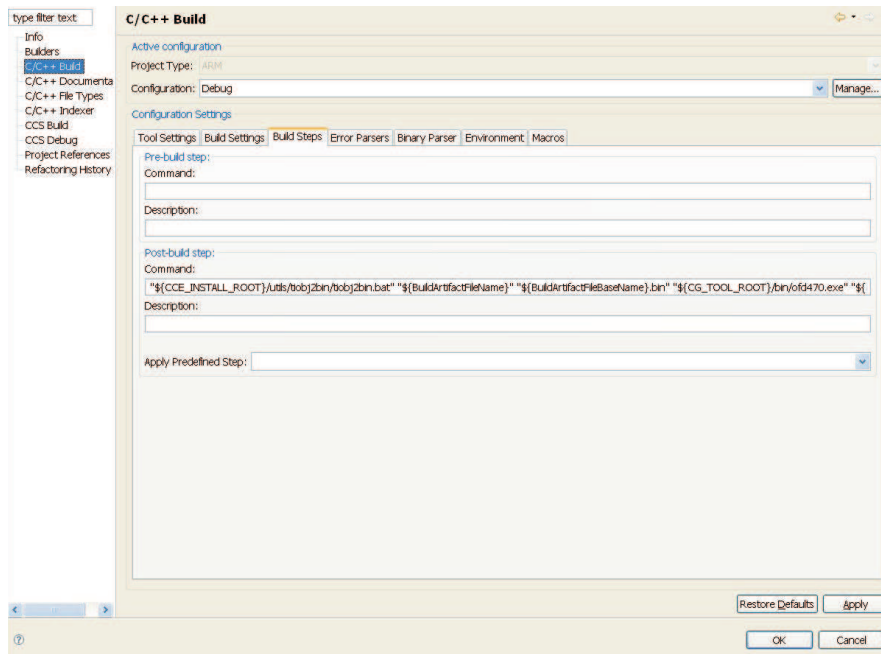 type filter text
C/C++ Build
Info
Builders
C/C++ Build
C/C++ Documenta
C/C++ File Types
C/C++ Indexer
CCS Build
CCS Debug
Project References
Refactoring History
Active configuration
Project Type: ARM
Configuration: Debug
Manage...
Configuration Settings
Tool Settings Build Settings Build Steps Error Parsers Binary Parser Environment Macros
Pre-build step:
Command:
Description:
Post-build step:
Command:
"${CCE_INSTALL_ROOT}/utils/tiobj2bin/tiobj2bin.bat" "${BuildArtifactFileName}" "${BuildArtifactFileBaseName}.bin" "${CG_TOOL_ROOT}/bin/ofd470.exe" "${
Description:
Apply Predefined Step:
Restore Defaults Apply
OK Cancel